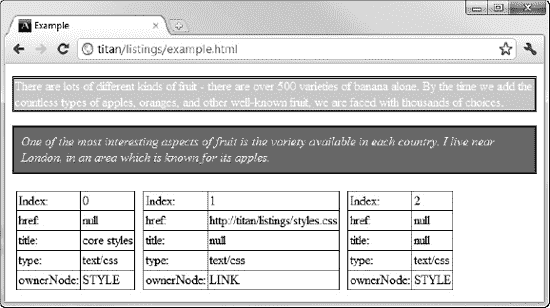 Example
titan/listings/example.html
There are lots of different kinds of fruit - there are over 500 varieties of banana alone. By the time we add the
countless types of apples, oranges, and other well-known fruit, we are faced with thousands of choices.
One of the most interesting aspects of fruit is the variety available in each country. I live near
London, in an area which is known for its apples.
Index: 0
href: null
title: core styles
type: text/css
ownerNode: STYLE
Index: 1
href: http://titan/listings/styles.css
title: null
type: text/css
ownerNode: LINK
Index: 2
href: null
title: null
type: text/css
ownerNode: STYLE